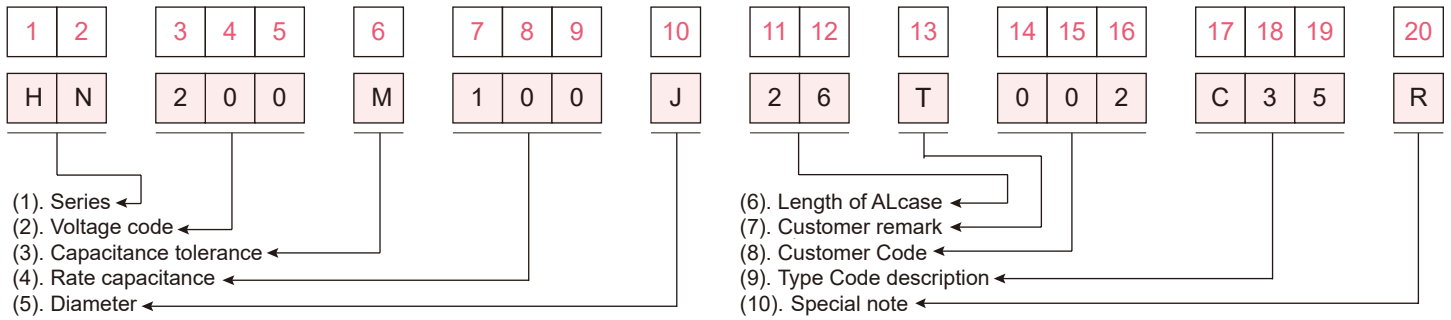 1 2 3 4 5 6 7 8 9 10 11 12 13 14 15 16 17 18 19 20
H N 2 0 0 M 1 0 0 J 2 6 T 0 0 2 C 3 5 R
(1). Series
(2). Voltage code
(3). Capacitance tolerance
(4). Rate capacitance
(5). Diameter
(6). Length of ALcase
(7). Customer remark
(8). Customer Code
(9). Type Code description
(10). Special note